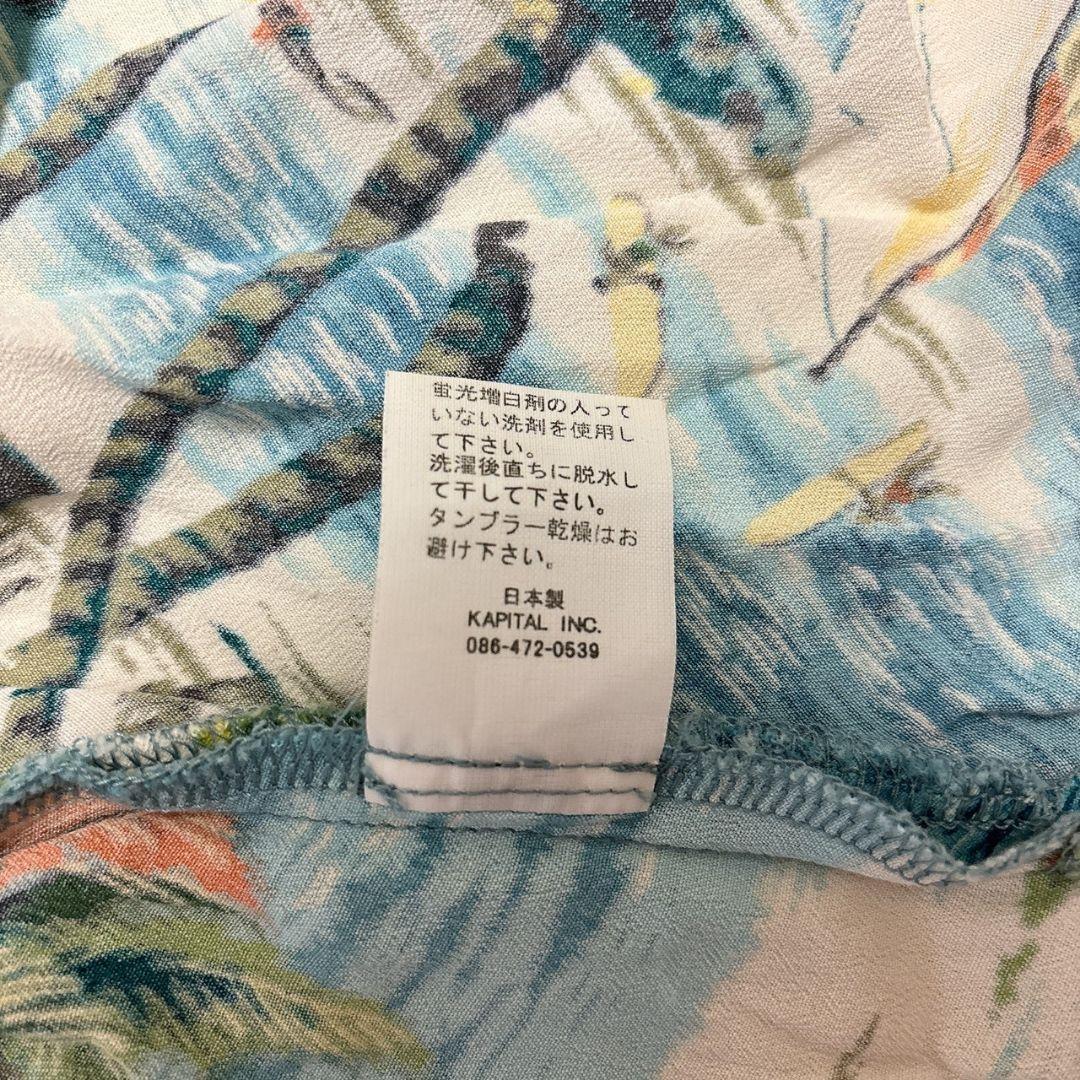 蛍光増白剤の入って
いない洗剤を使用し
て下さい。
洗濯後直ちに脱水し
て干して下さい。
タンブラー乾燥はお
避け下さい。
日本製
KAPITAL INC.
086-472-0539